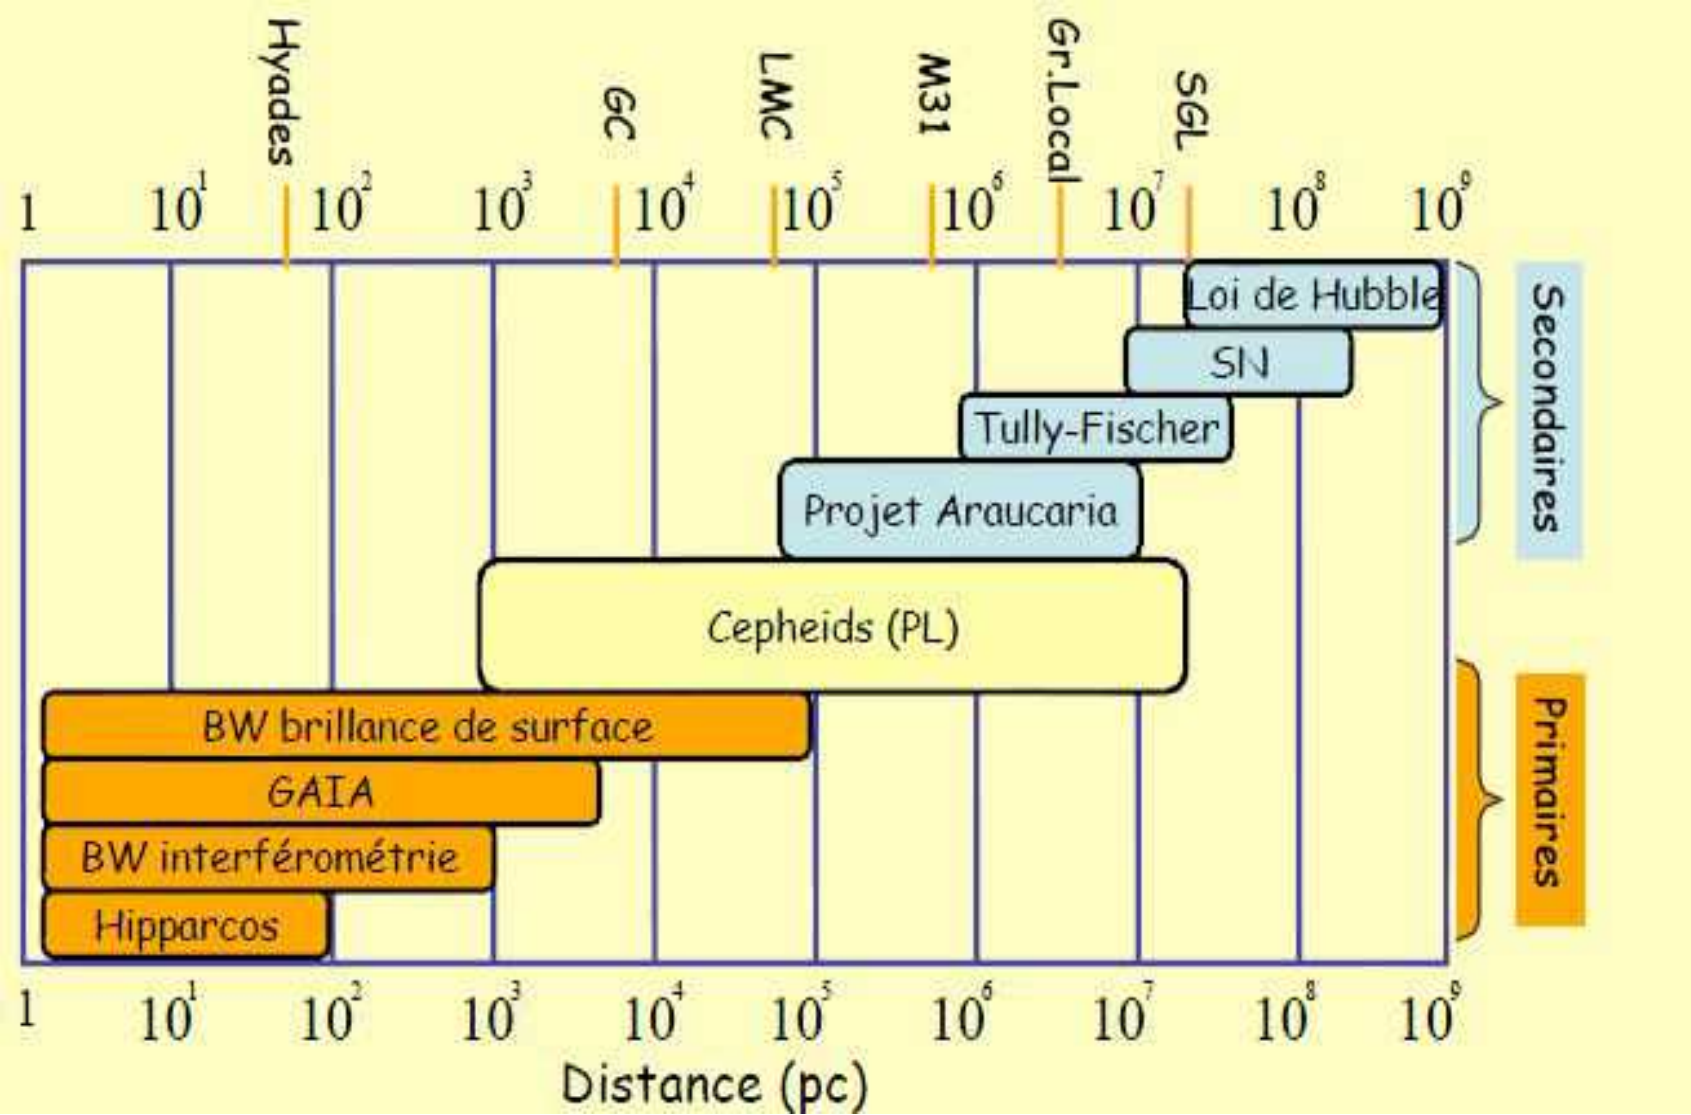 Hyades
GC
LMC
M31
Gr.Local
SGL
1 10¹ 10² 10³ 10⁴ 10⁵ 10⁶ 10⁷ 10⁸ 10⁹
Loi de Hubble
SN
Tully-Fischer
Projet Araucaria
Secondaires
Cepheids (PL)
BW brillance de surface
GAIA
BW interférométrie
Hipparcos
Primaires
1 10¹ 10² 10³ 10⁴ 10⁵ 10⁶ 10⁷ 10⁸ 10⁹
Distance (pc)